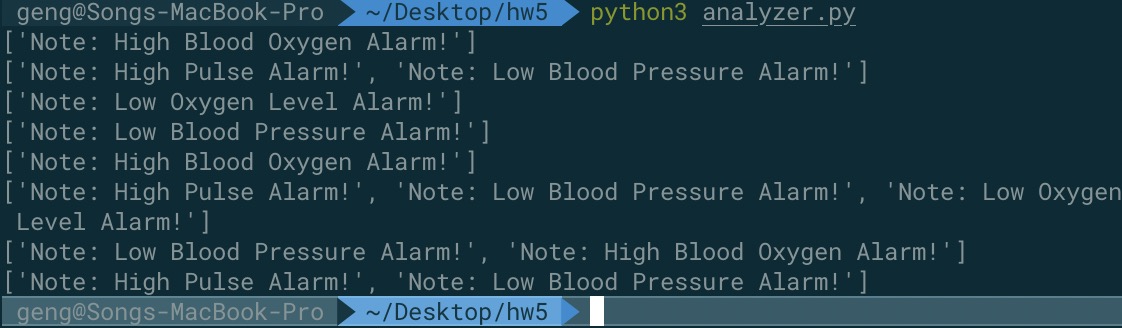 geng@Songs-MacBook-Pro ~/Desktop/hw5 python3 analyzer.py
['Note: High Blood Oxygen Alarm!']
['Note: High Pulse Alarm!', 'Note: Low Blood Pressure Alarm!']
['Note: Low Oxygen Level Alarm!']
['Note: Low Blood Pressure Alarm!']
['Note: High Blood Oxygen Alarm!']
['Note: High Pulse Alarm!', 'Note: Low Blood Pressure Alarm!', 'Note: Low Oxygen
Level Alarm!']
['Note: Low Blood Pressure Alarm!', 'Note: High Blood Oxygen Alarm!']
['Note: High Pulse Alarm!', 'Note: Low Blood Pressure Alarm!']
geng@Songs-MacBook-Pro ~/Desktop/hw5